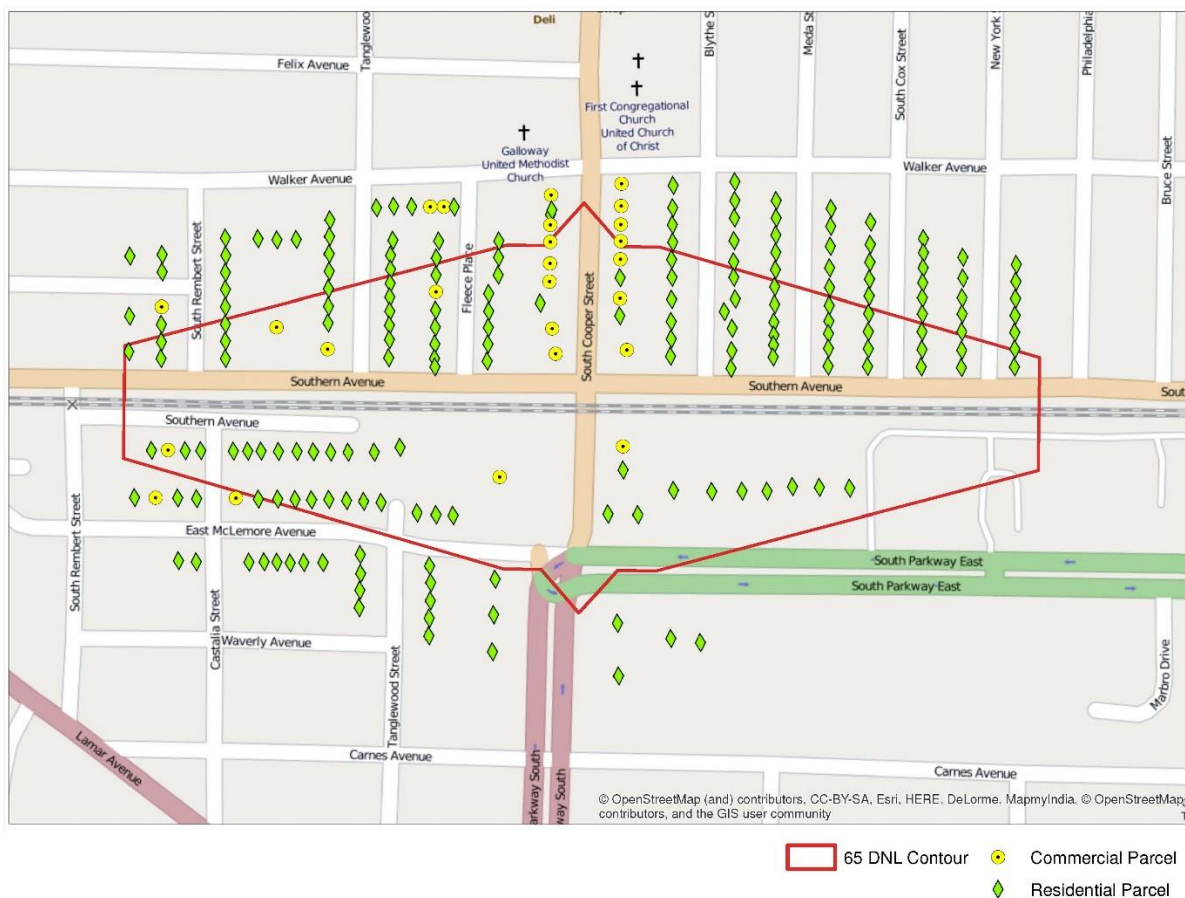 Deli
Felix Avenue
Tanglewoo
Blythe S
Meda St
South Cox Street
New York S
Philadelphia
First Congregational
Church
United Church
of Christ
Galloway
United Methodist
Church
Walker Avenue
Walker Avenue
Bruce Street
South Rembert Street
Fleece Place
South Cooper Street
Southern Avenue
Southern Avenue
Sout
Southern Avenue
South Rembert Street
East McLemore Avenue
South Parkway East
South Parkway East
Castalia Street
Waverly Avenue
Tanglewood Street
Marbro Drive
Lamar Avenue
Carnes Avenue
Carnes Avenue
arkway South
way South
© OpenStreetMap (and) contributors, CC-BY-SA, Esri, HERE, DeLorme, MapmyIndia, © OpenStreetMap
contributors, and the GIS user community
65 DNL Contour
Commercial Parcel
Residential Parcel